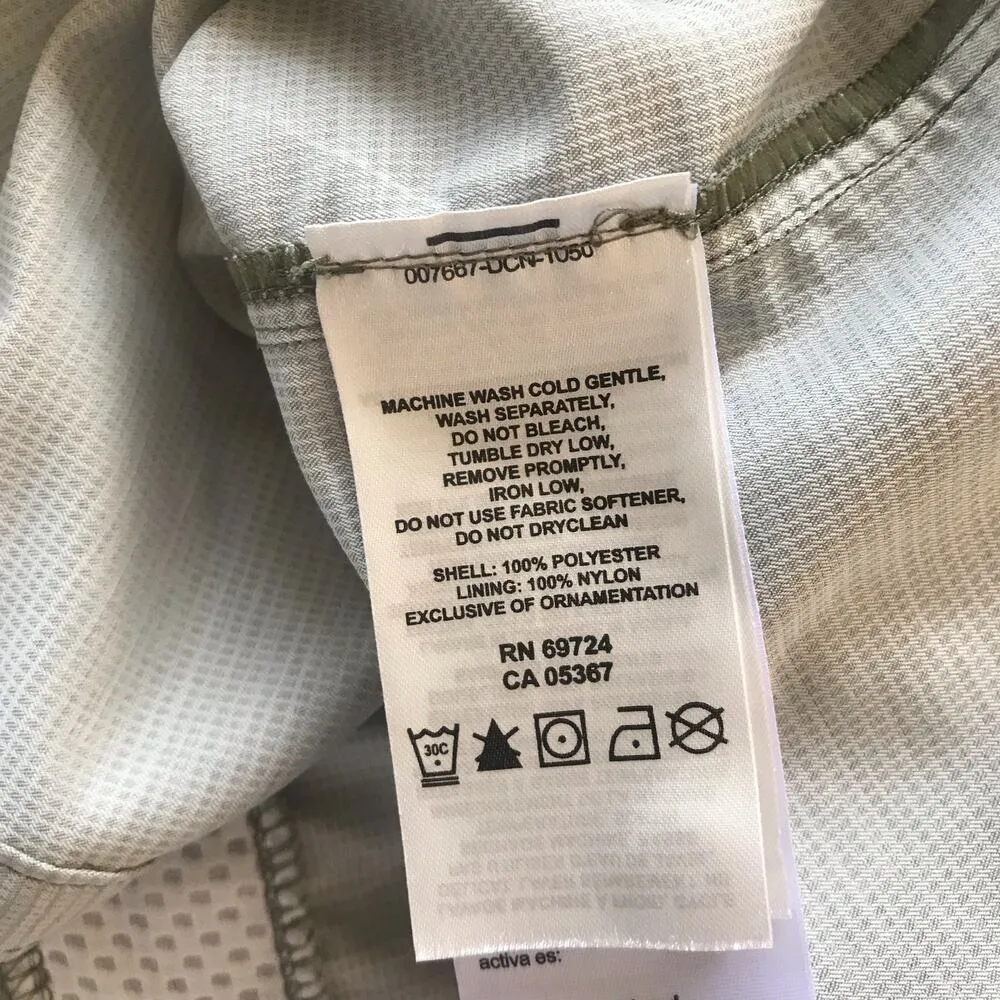 007667-DCN-1050
MACHINE WASH COLD GENTLE,
WASH SEPARATELY,
DO NOT BLEACH,
TUMBLE DRY LOW,
REMOVE PROMPTLY,
IRON LOW,
DO NOT USE FABRIC SOFTENER,
DO NOT DRYCLEAN
SHELL: 100% POLYESTER
LINING: 100% NYLON
EXCLUSIVE OF ORNAMENTATION
RN 69724
CA 05367
30C
activa es: